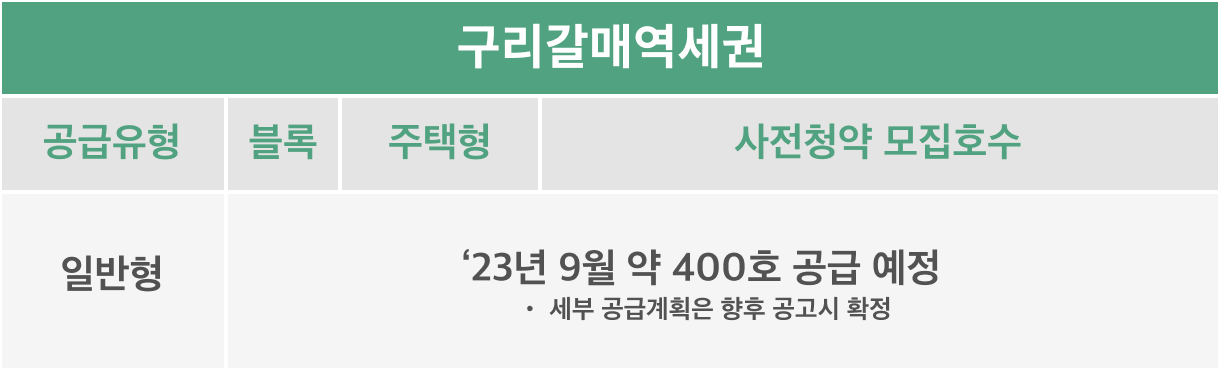 구리갈매역세권
공급유형 블록 주택형 사전청약 모집호수
일반형
‘23년 9월 약 400호 공급 예정
• 세부 공급계획은 향후 공고시 확정